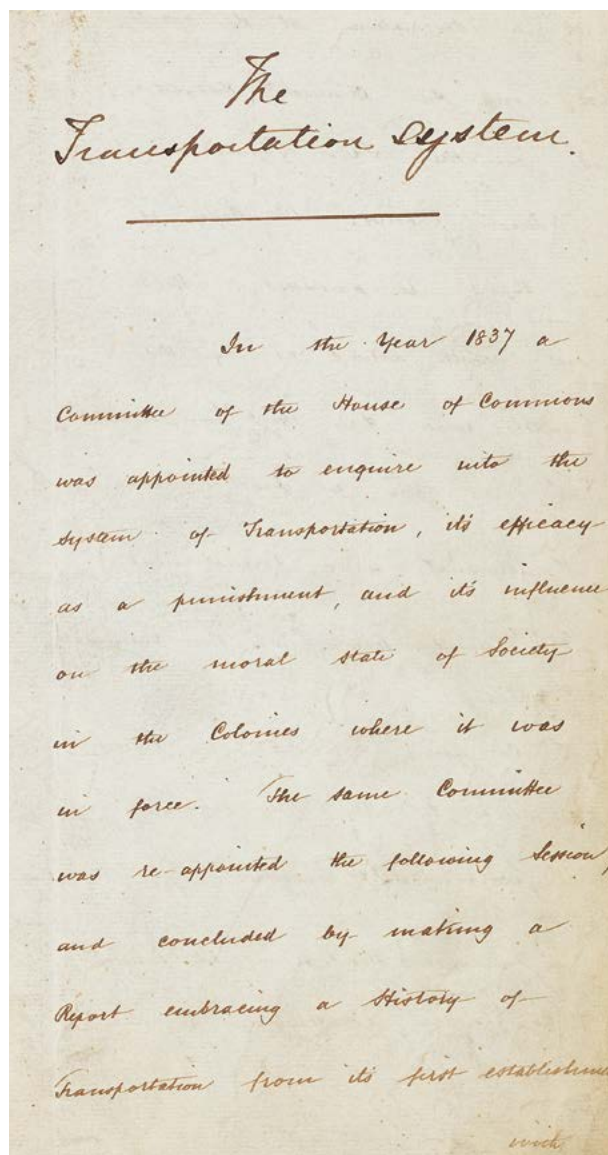 The
Transportation System.
In the Year 1837 a
Committee of the House of Commons
was appointed to enquire into the
System of Transportation, it's efficacy
as a punishment, and it's influence
on the moral State of Society
in the Colonies where it was
in force. The same Committee
was re-appointed the following Session,
and concluded by making a
Report embracing a History of
Transportation from its first establishme
with